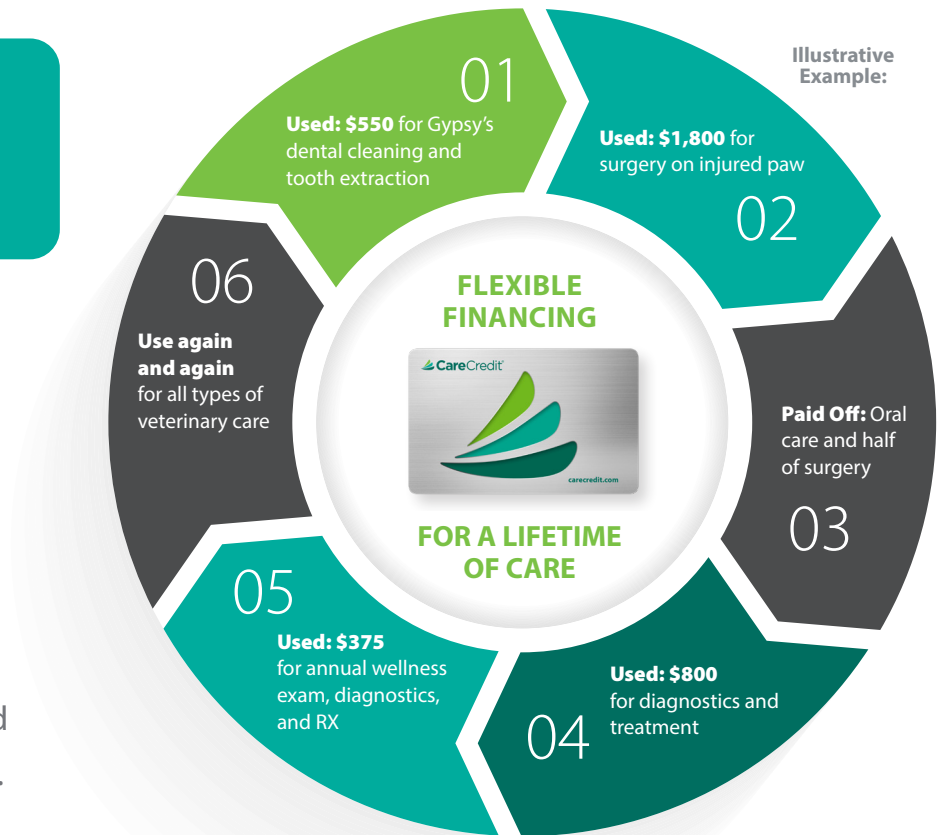 Illustrative
Example:
01
Used: $550 for Gypsy’s
dental cleaning and
tooth extraction
Used: $1,800 for
surgery on injured paw
02
Paid Off: Oral
care and half
of surgery
03
Used: $800
for diagnostics and
treatment
04
05
Used: $375
for annual wellness
exam, diagnostics,
and RX
06
Use again
and again
for all types of
veterinary care
FLEXIBLE
FINANCING
CareCredit®
carecredit.com
FOR A LIFETIME
OF CARE